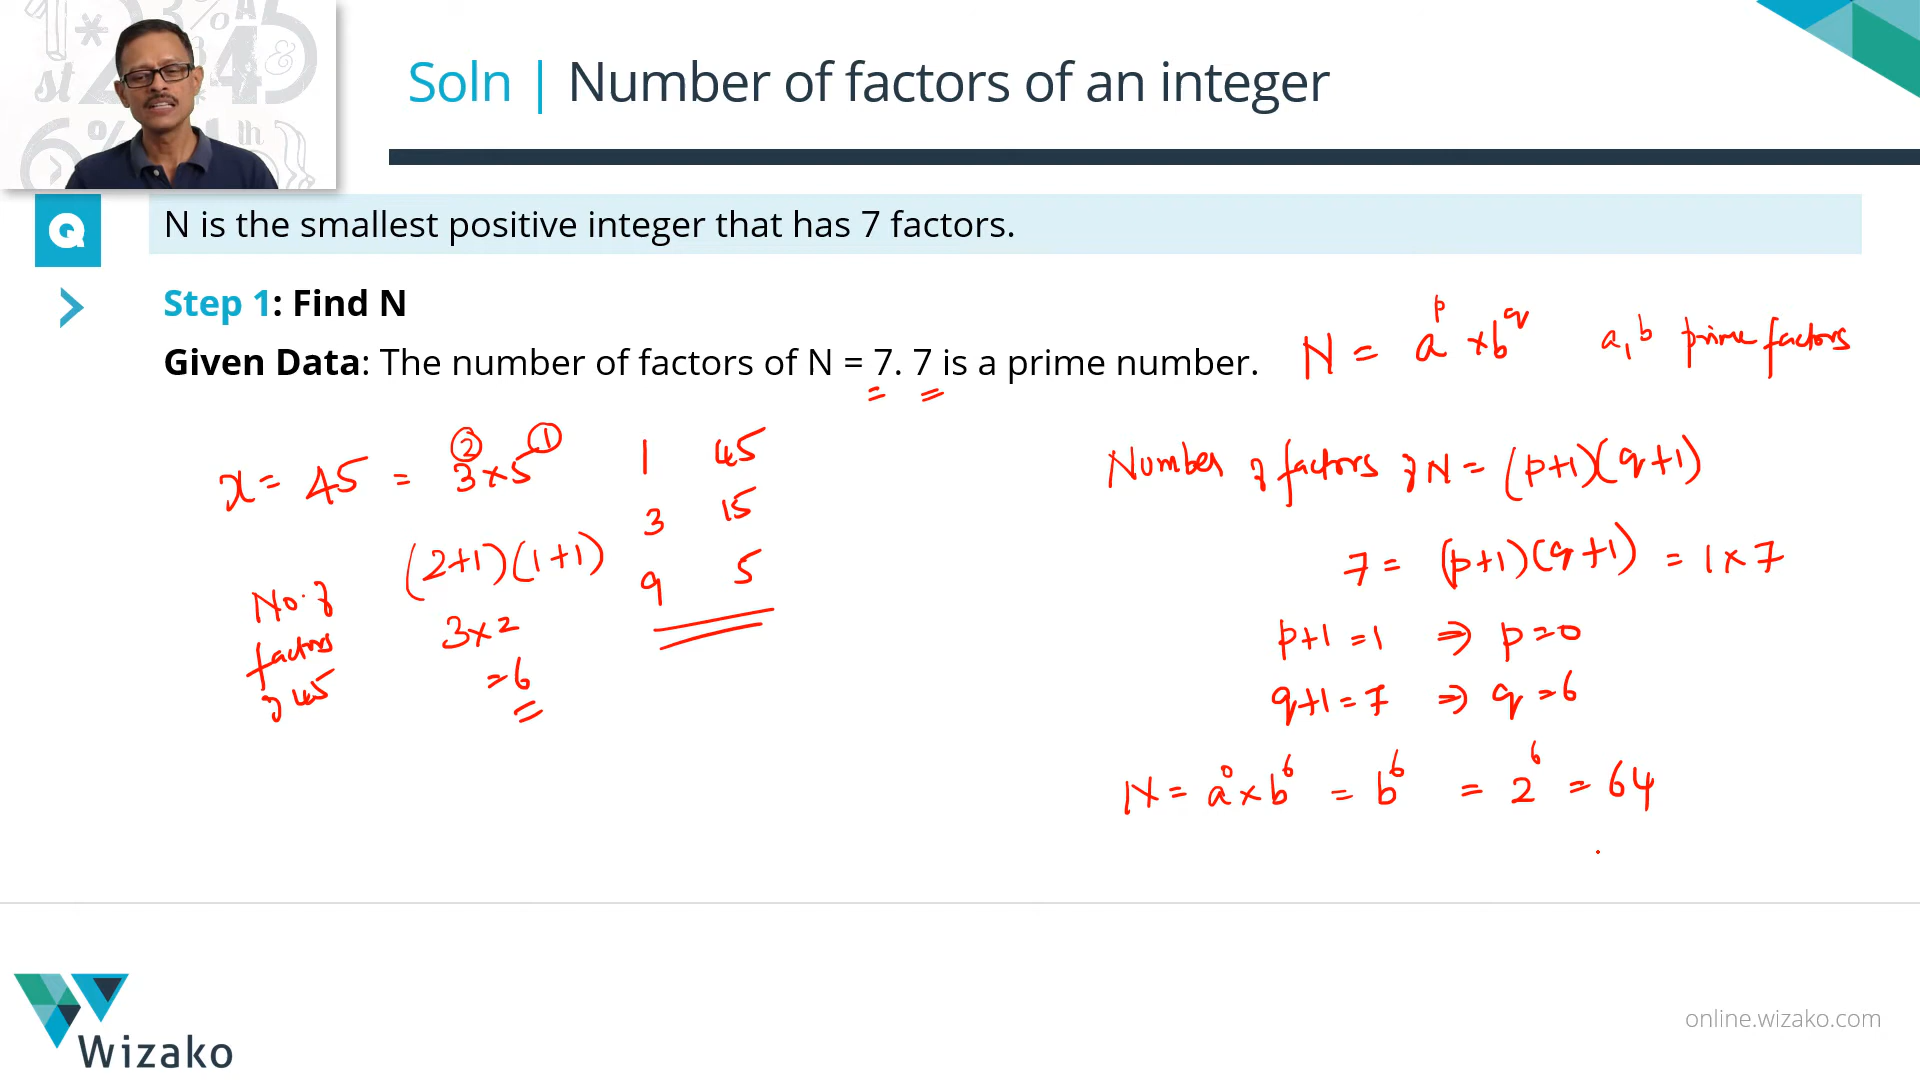 Soln | Number of factors of an integer
Q
N is the smallest positive integer that has 7 factors.
Step 1: Find N
Given Data: The number of factors of N = 7. 7 is a prime number.
N = a^p × b^q a, b prime factors
x = 45 = 3^② × 5^①
(2+1)(1+1)
No. of
factors
of 45
3×2
= 6
1 45
3 15
9 5
Number of factors of N = (p+1)(q+1)
7 = (p+1)(q+1) = 1 × 7
p+1 = 1 ⇒ p = 0
q+1 = 7 ⇒ q = 6
N = a^0 × b^6 = b^6 = 2^6 = 64
Wizako
online.wizako.com